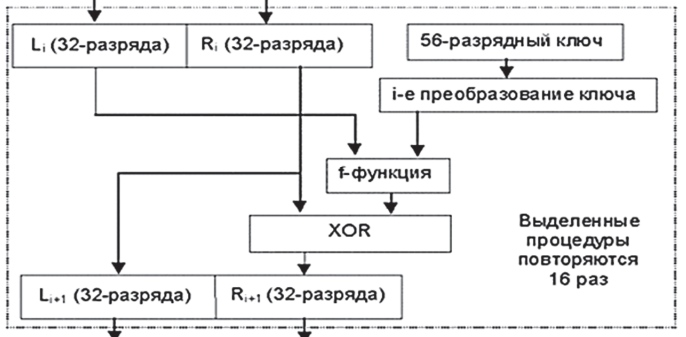 Li (32-разряда) Ri (32-разряда) 56-разрядный ключ
i-е преобразование ключа
f-функция
XOR
Выделенные
процедуры
повторяются
16 раз
Li+1 (32-разряда) Ri+1 (32-разряда)